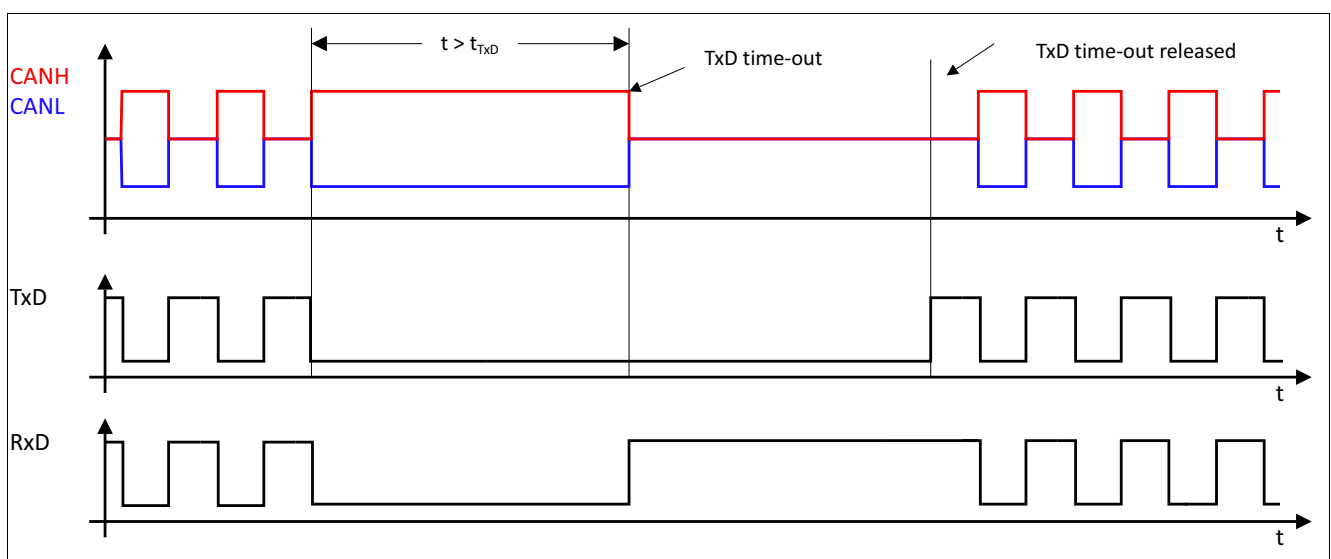 t > tTxD
TxD time-out
TxD time-out released
CANH
CANL
t
TxD
t
RxD
t